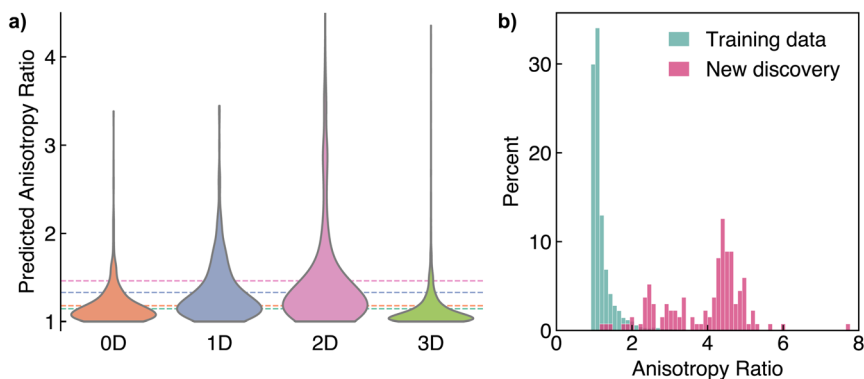 a)
Predicted Anisotropy Ratio
4
3
2
1
0D 1D 2D 3D
b)
Percent
30
20
10
0
Training data
New discovery
0 2 4 6 8
Anisotropy Ratio